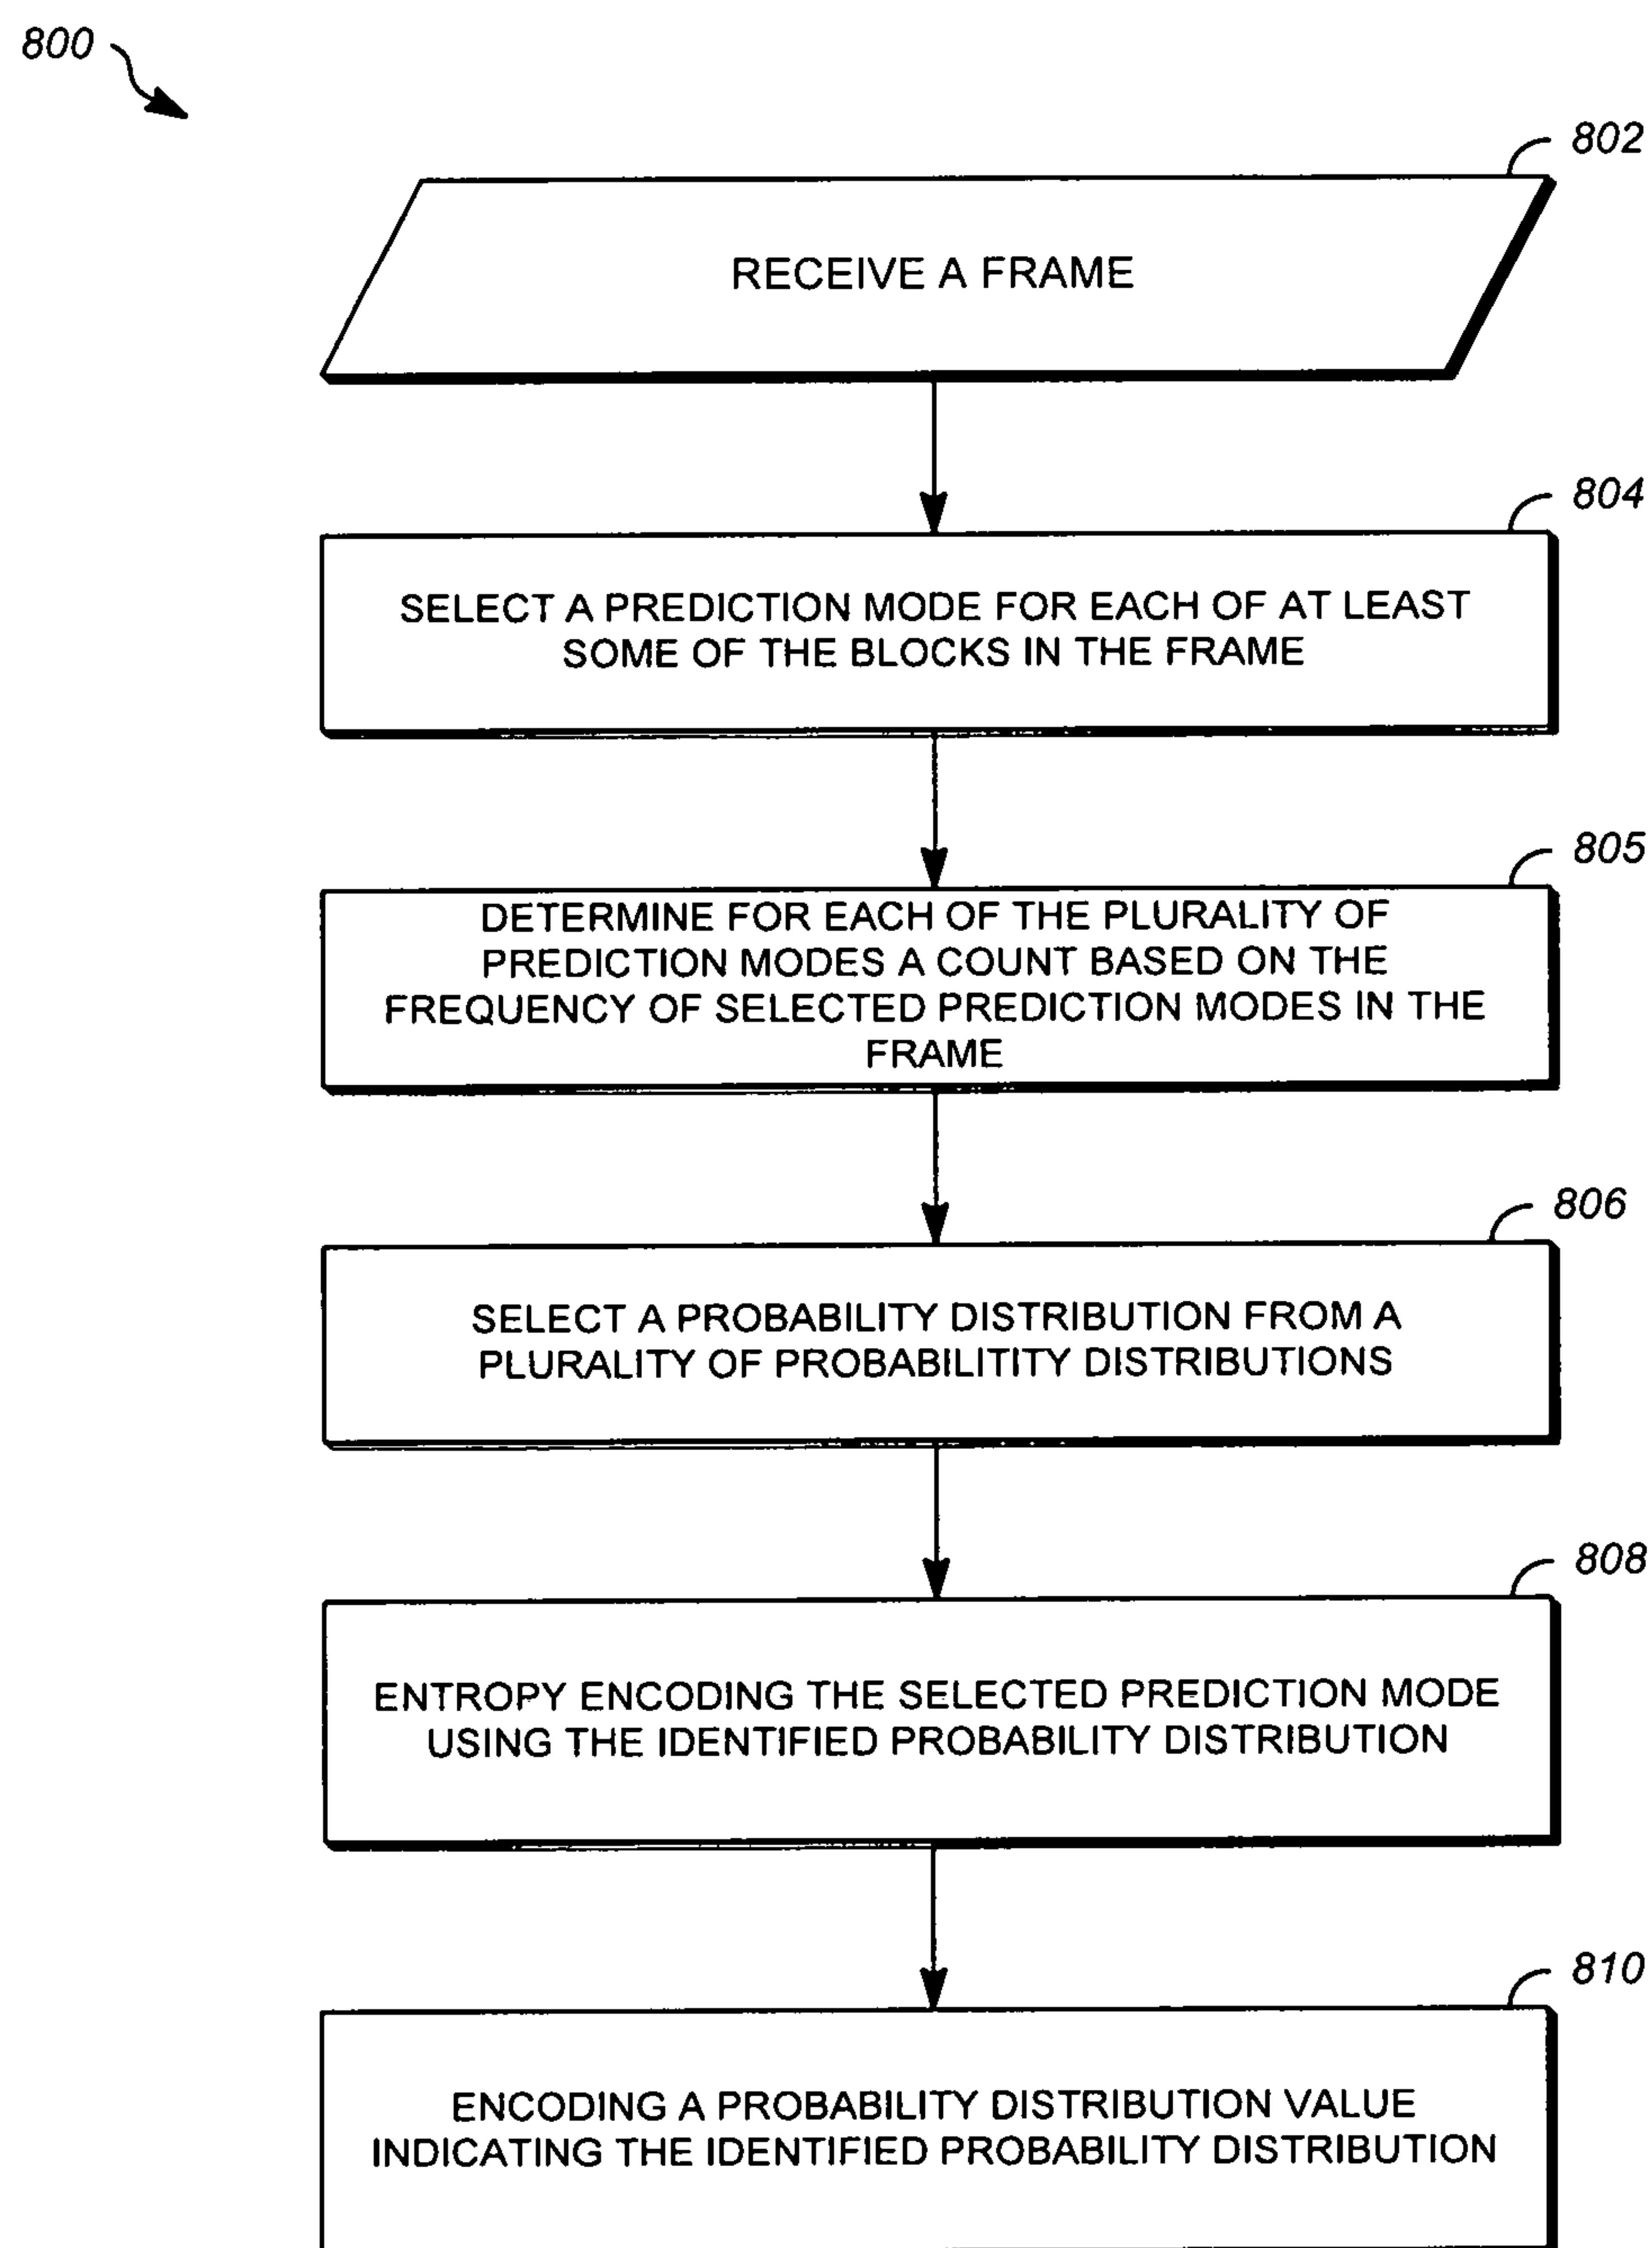 800
802
RECEIVE A FRAME
804
SELECT A PREDICTION MODE FOR EACH OF AT LEAST
SOME OF THE BLOCKS IN THE FRAME
805
DETERMINE FOR EACH OF THE PLURALITY OF
PREDICTION MODES A COUNT BASED ON THE
FREQUENCY OF SELECTED PREDICTION MODES IN THE
FRAME
806
SELECT A PROBABILITY DISTRIBUTION FROM A
PLURALITY OF PROBABILITITY DISTRIBUTIONS
808
ENTROPY ENCODING THE SELECTED PREDICTION MODE
USING THE IDENTIFIED PROBABILITY DISTRIBUTION
810
ENCODING A PROBABILITY DISTRIBUTION VALUE
INDICATING THE IDENTIFIED PROBABILITY DISTRIBUTION